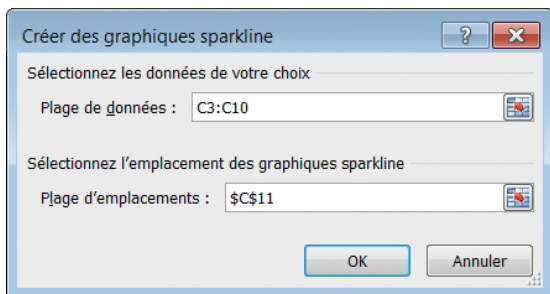 Créer des graphiques sparkline
Sélectionnez les données de votre choix
Plage de données : C3:C10
Sélectionnez l'emplacement des graphiques sparkline
Plage d'emplacements : $C$11
OK Annuler